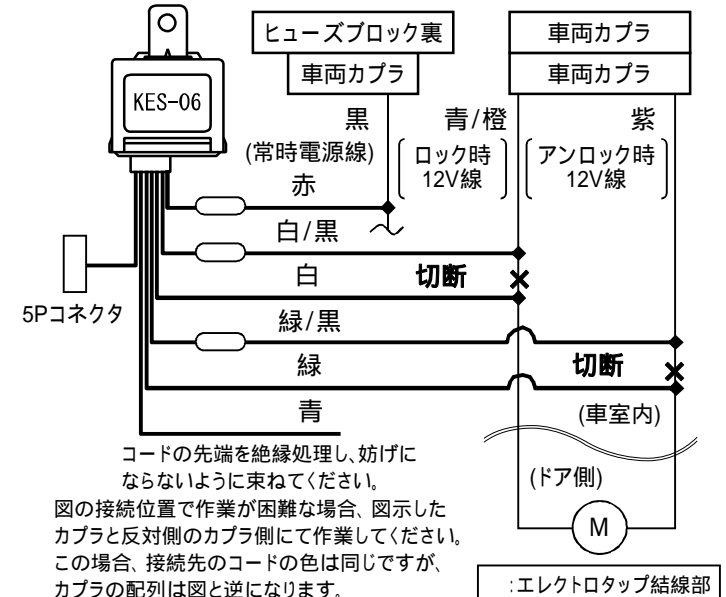 ヒューズブロック裏
車両カプラ
車両カプラ
車両カプラ
KES-06
黒
青/橙
紫
(常時電源線)
ロック時
12V線
アンロック時
12V線
赤
白/黒
白
切断
5Pコネクタ
緑/黒
緑
切断
青
(車室内)
コードの先端を絶縁処理し、妨げに
ならないように束ねてください。
(ドア側)
図の接続位置で作業が困難な場合、図示した
カプラと反対側のカプラ側にて作業してください。
この場合、接続先のコードの色は同じですが、
カプラの配列は図と逆になります。
M
:エレクトロタップ結線部